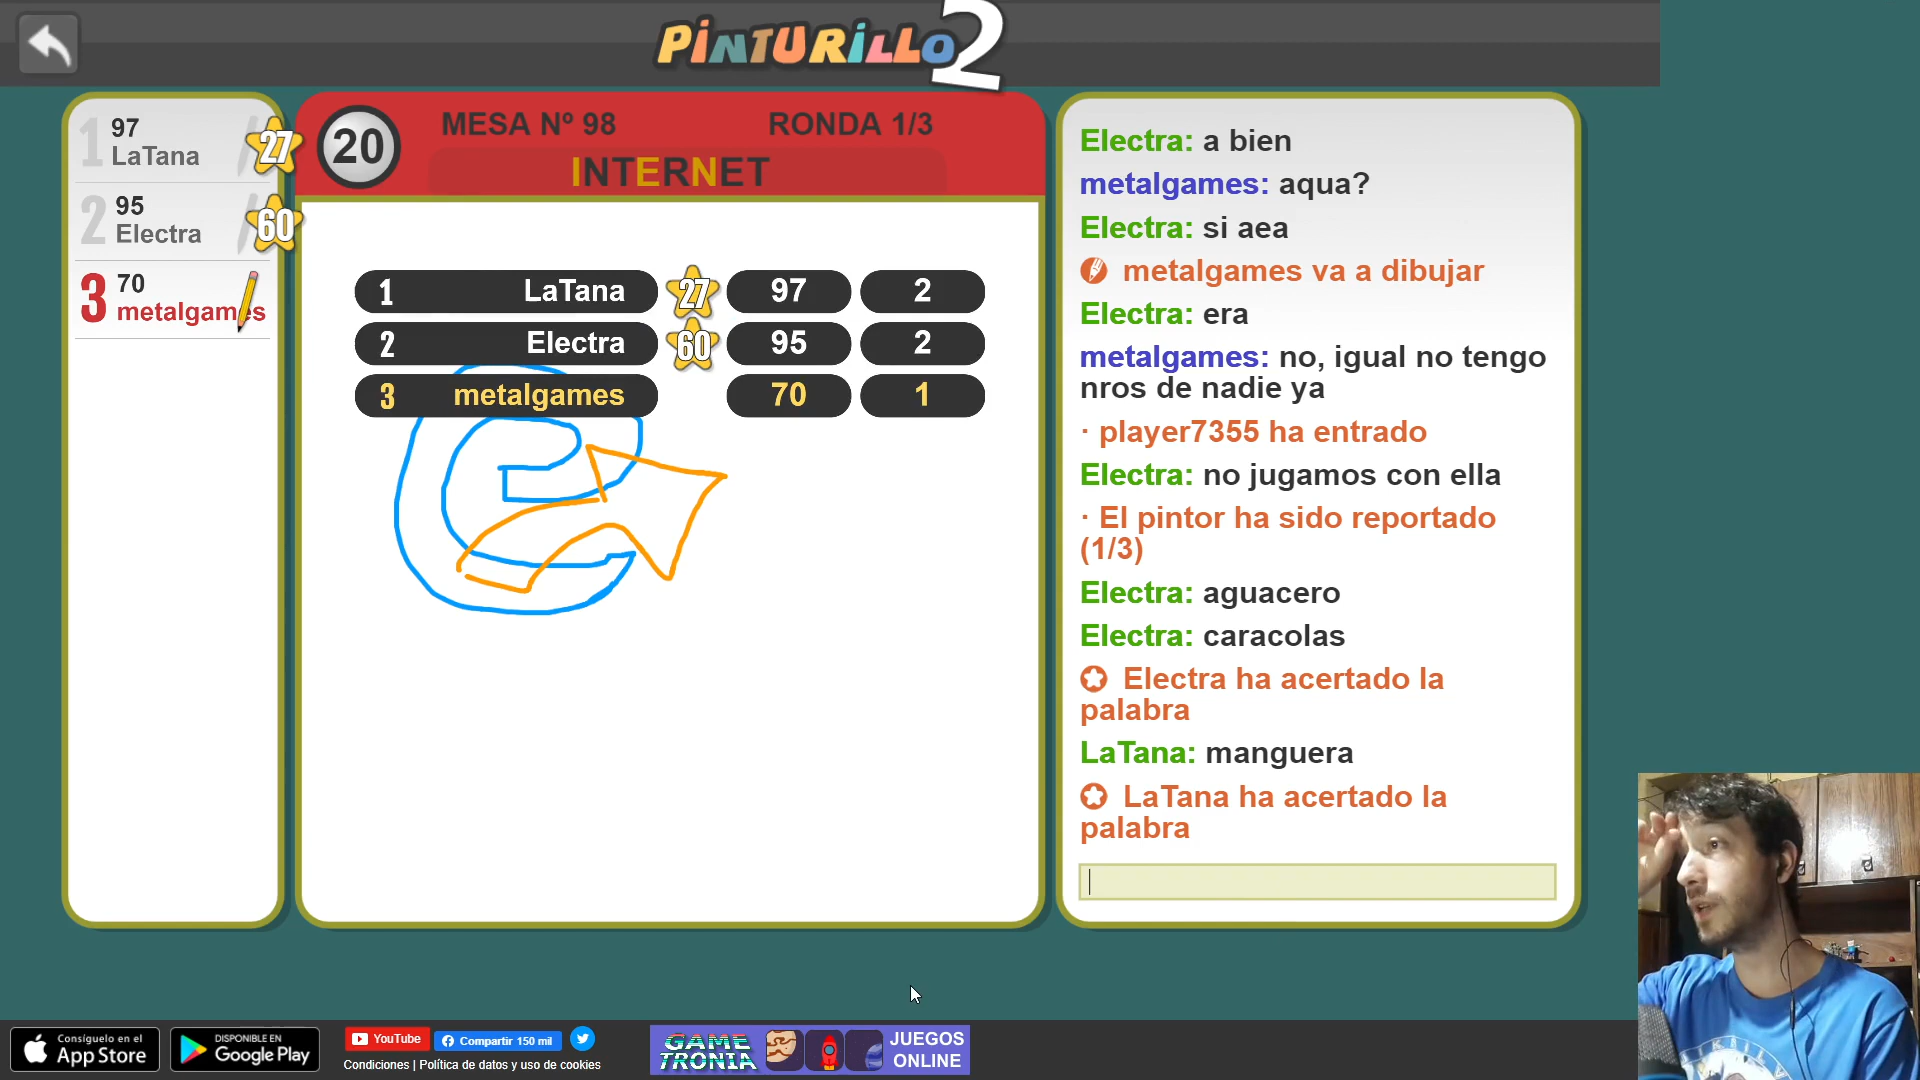 PiNTURiLLO 2
1 97
LaTana 27
2 95
Electra 60
3 70
metalgames
20
MESA Nº 98 RONDA 1/3
INTERNET
1 LaTana 27 97 2
2 Electra 60 95 2
3 metalgames 70 1
Electra: a bien
metalgames: aqua?
Electra: si aea
metalgames va a dibujar
Electra: era
metalgames: no, igual no tengo
nros de nadie ya
· player7355 ha entrado
Electra: no jugamos con ella
· El pintor ha sido reportado
(1/3)
Electra: aguacero
Electra: caracolas
Electra ha acertado la
palabra
LaTana: manguera
LaTana ha acertado la
palabra
Consíguelo en el
App Store
DISPONIBLE EN
Google Play
YouTube
Compartir 150 mil
Condiciones | Política de datos y uso de cookies
GAME
TRONIA
JUEGOS
ONLINE